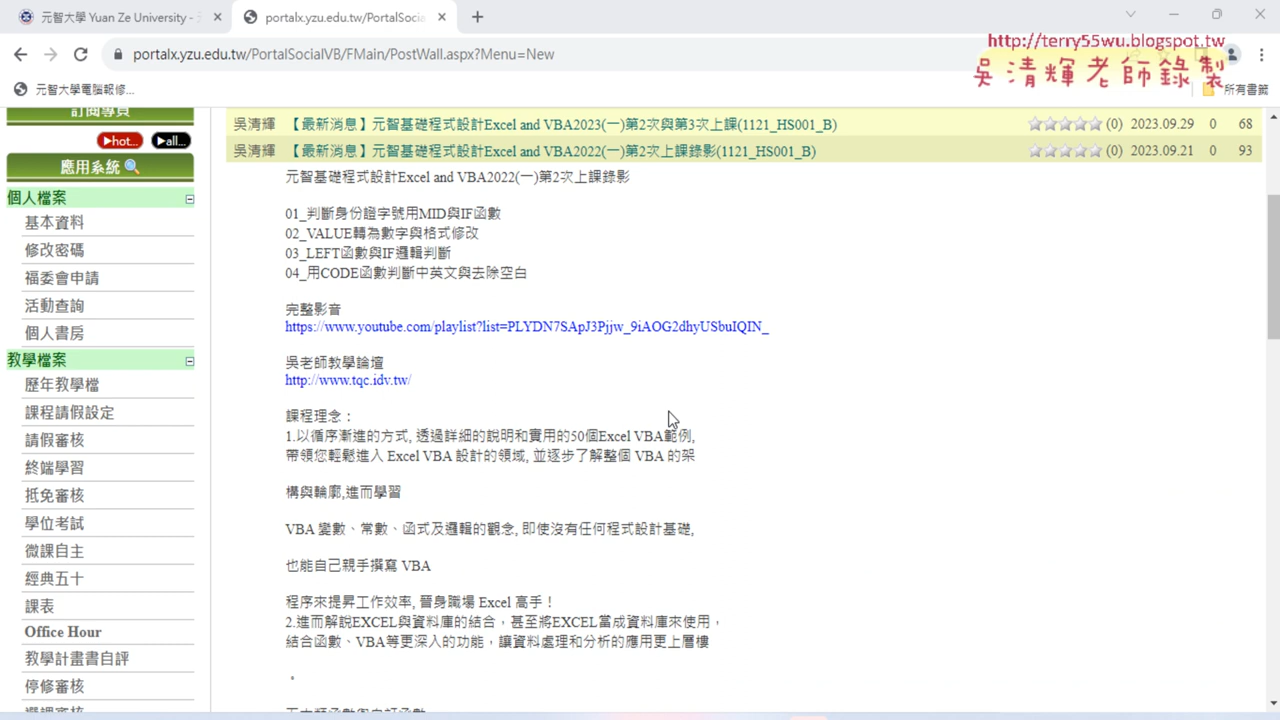 元智大學 Yuan Ze University -
portalx.yzu.edu.tw/PortalSocia
portalx.yzu.edu.tw/PortalSocialVB/FMain/PostWall.aspx?Menu=New
http://terry55wu.blogspot.tw
吳清輝老師錄製
元智大學電腦報修...
所有書籤
訂閱專頁
hot...
all...
應用系統
個人檔案
基本資料
修改密碼
福委會申請
活動查詢
個人書房
教學檔案
歷年教學檔
課程請假設定
請假審核
終端學習
抵免審核
學位考試
微課自主
經典五十
課表
Office Hour
教學計畫書自評
停修審核
吳清輝 【最新消息】元智基礎程式設計Excel and VBA2023(一)第2次與第3次上課(1121_HS001_B) (0) 2023.09.29 0 68
吳清輝 【最新消息】元智基礎程式設計Excel and VBA2022(一)第2次上課錄影(1121_HS001_B) (0) 2023.09.21 0 93
元智基礎程式設計Excel and VBA2022(一)第2次上課錄影
01_判斷身份證字號用MID與IF函數
02_VALUE轉為數字與格式修改
03_LEFT函數與IF邏輯判斷
04_用CODE函數判斷中英文與去除空白
完整影音
https://www.youtube.com/playlist?list=PLYDN7SApJ3Pjjw_9iAOG2dhyUSbuIQIN_
吳老師教學論壇
http://www.tqc.idv.tw/
課程理念：
1.以循序漸進的方式, 透過詳細的說明和實用的50個Excel VBA範例,
帶領您輕鬆進入 Excel VBA 設計的領域, 並逐步了解整個 VBA 的架
構與輪廓,進而學習
VBA 變數、常數、函式及邏輯的觀念, 即使沒有任何程式設計基礎,
也能自己親手撰寫 VBA
程序來提昇工作效率, 晉身職場 Excel 高手！
2.進而解說EXCEL與資料庫的結合，甚至將EXCEL當成資料庫來使用，
結合函數、VBA等更深入的功能，讓資料處理和分析的應用更上層樓
。